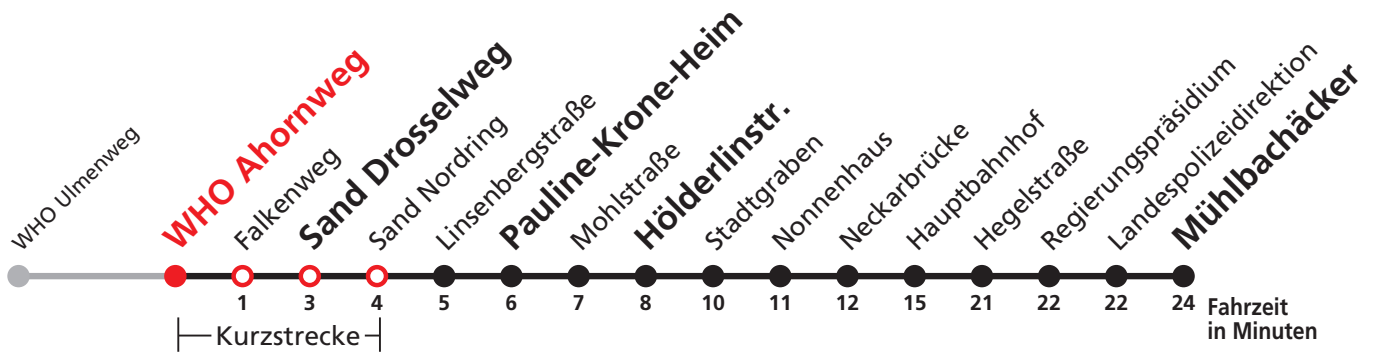 WHO Ulmenweg
WHO Ahornweg
Falkenweg
Sand Drosselweg
Sand Nordring
Linsenbergstraße
Pauline-Krone-Heim
Mohlstraße
Hölderlinstr.
Stadtgraben
Nonnenhaus
Neckarbrücke
Hauptbahnhof
Hegelstraße
Regierungspräsidium
Landespolizeidirektion
Mühlbachäcker
1 3 4 5 6 7 8 10 11 12 15 21 22 22 24
Fahrzeit
in Minuten
Kurzstrecke